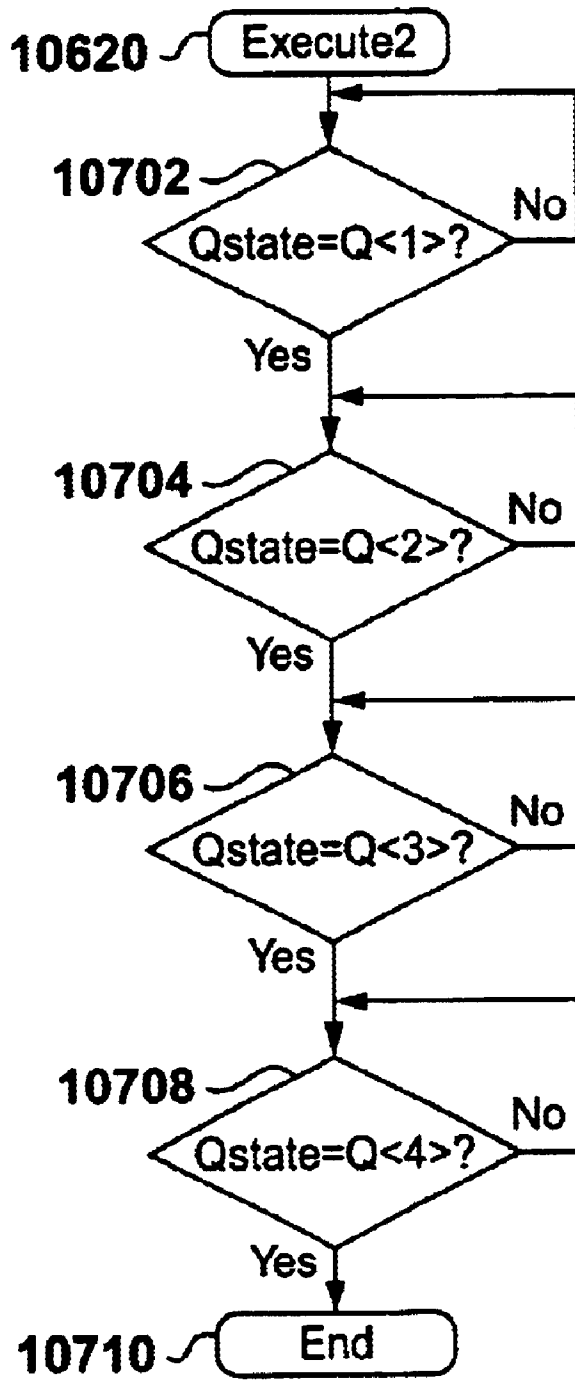 10620
Execute2
10702
Qstate=Q<1>?
No
Yes
10704
Qstate=Q<2>?
No
Yes
10706
Qstate=Q<3>?
No
Yes
10708
Qstate=Q<4>?
No
Yes
10710
End